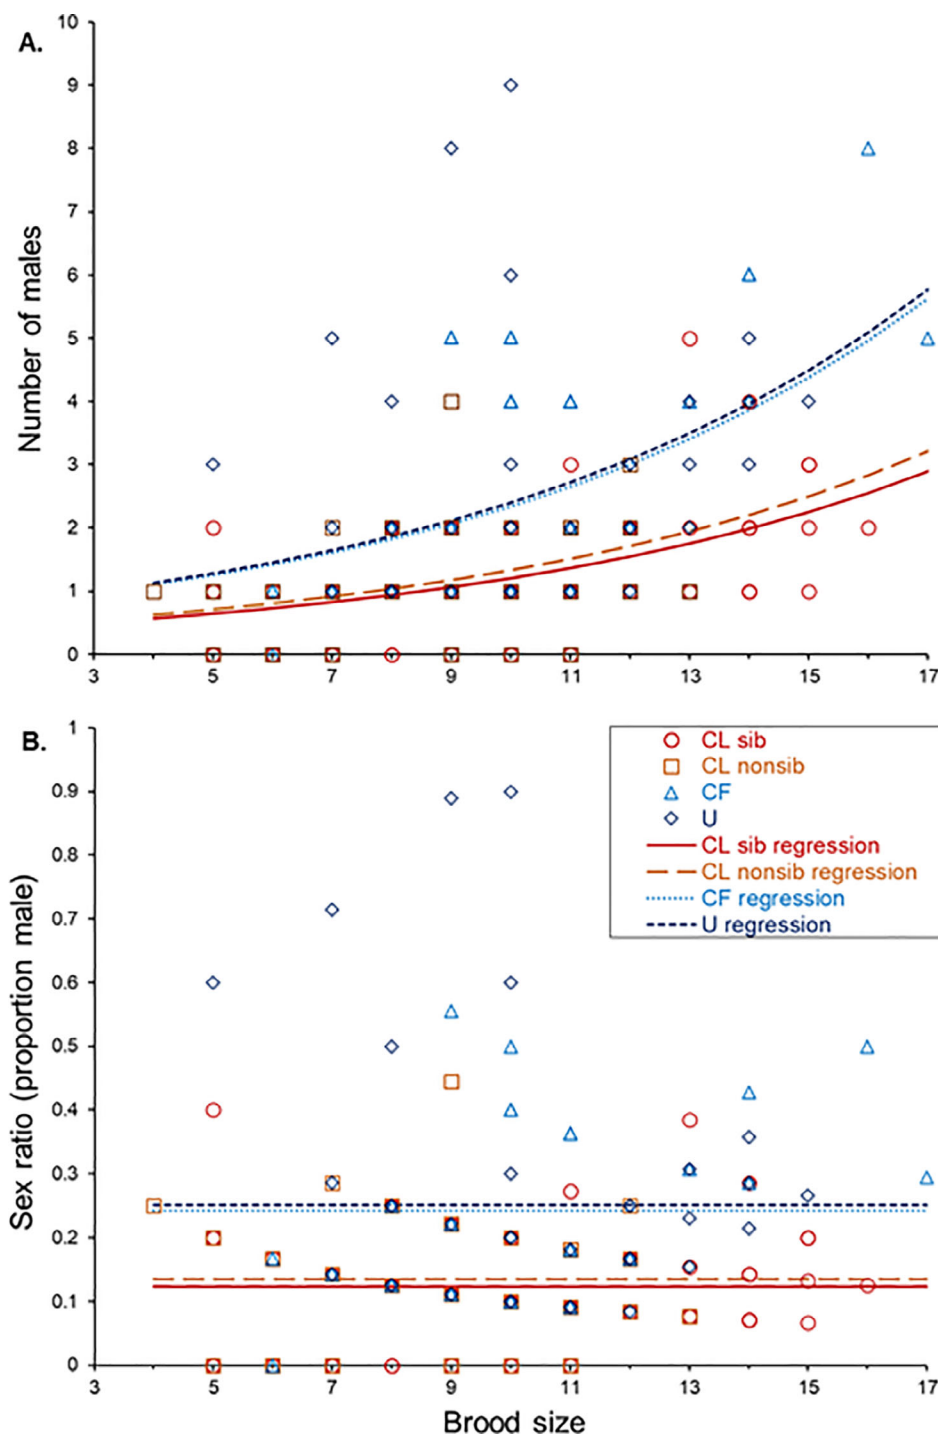 A.
Number of males
10
9
8
7
6
5
4
3
2
1
0
3 5 7 9 11 13 15 17
B.
Sex ratio (proportion male)
1
0.9
0.8
0.7
0.6
0.5
0.4
0.3
0.2
0.1
0
CL sib
CL nonsib
CF
U
CL sib regression
CL nonsib regression
CF regression
U regression
3 5 7 9 11 13 15 17
Brood size